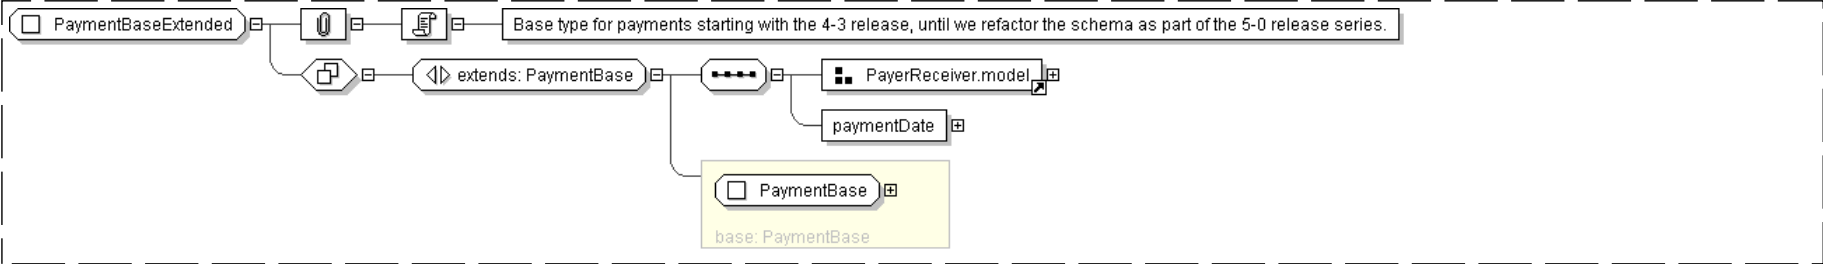 PaymentBaseExtended
Base type for payments starting with the 4-3 release, until we refactor the schema as part of the 5-0 release series.
extends: PaymentBase
PayerReceiver.model
paymentDate
PaymentBase
base: PaymentBase